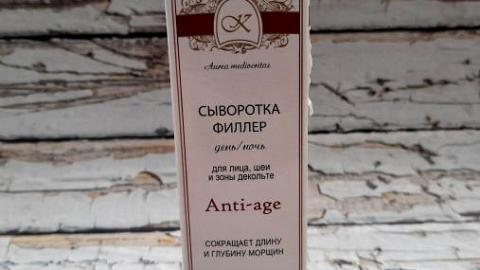 K
Aurea mediocritas
СЫВОРОТКА
ФИЛЛЕР
день/ночь
для лица, шеи
и зоны декольте
Anti-age
СОКРАЩАЕТ ДЛИНУ
И ГЛУБИНУ МОРЩИН